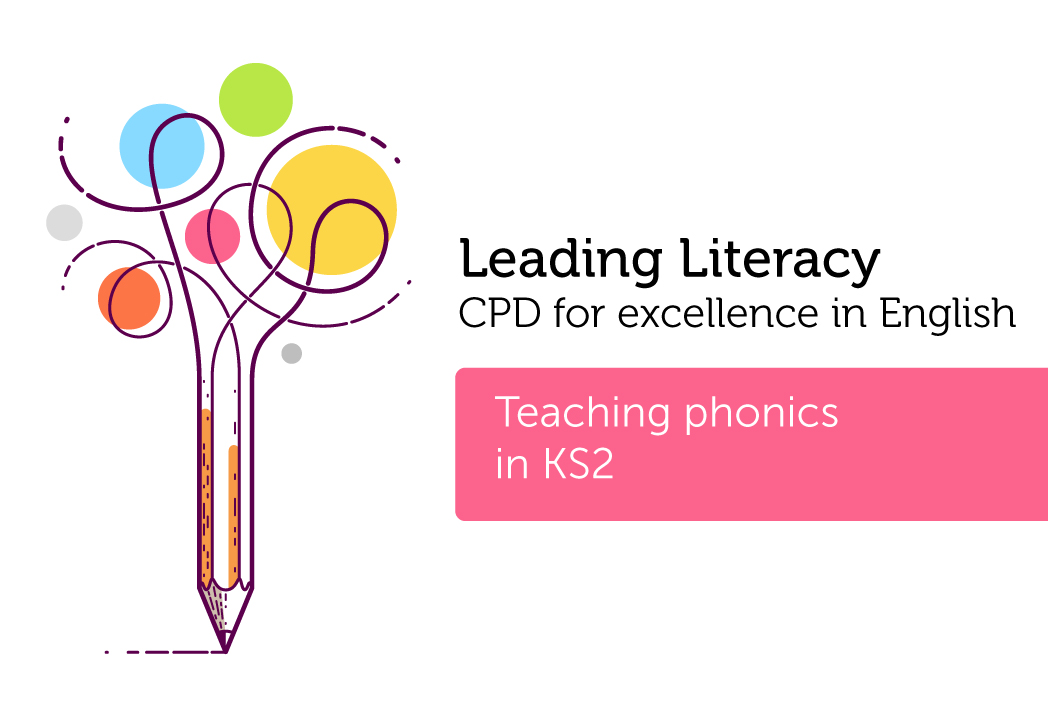 Leading Literacy
CPD for excellence in English
Teaching phonics
in KS2